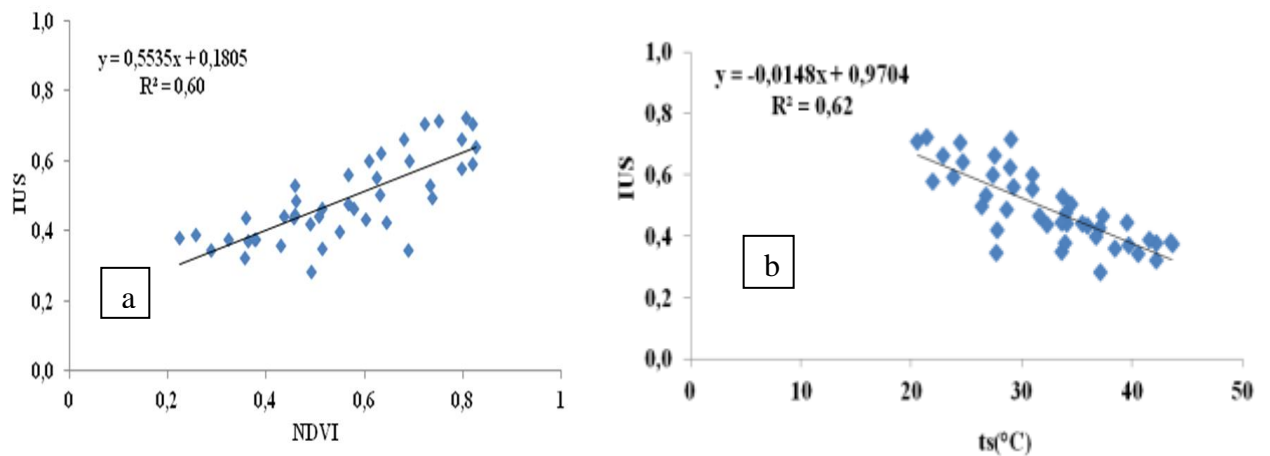 1,0
0,8
0,6
0,4
0,2
0,0
IUS
y = 0,5535x + 0,1805
R² = 0,60
a
0
0,2
0,4
0,6
0,8
1
NDVI
1,0
0,8
0,6
0,4
0,2
0,0
IUS
y = -0,0148x + 0,9704
R² = 0,62
b
0
10
20
30
40
50
ts(°C)